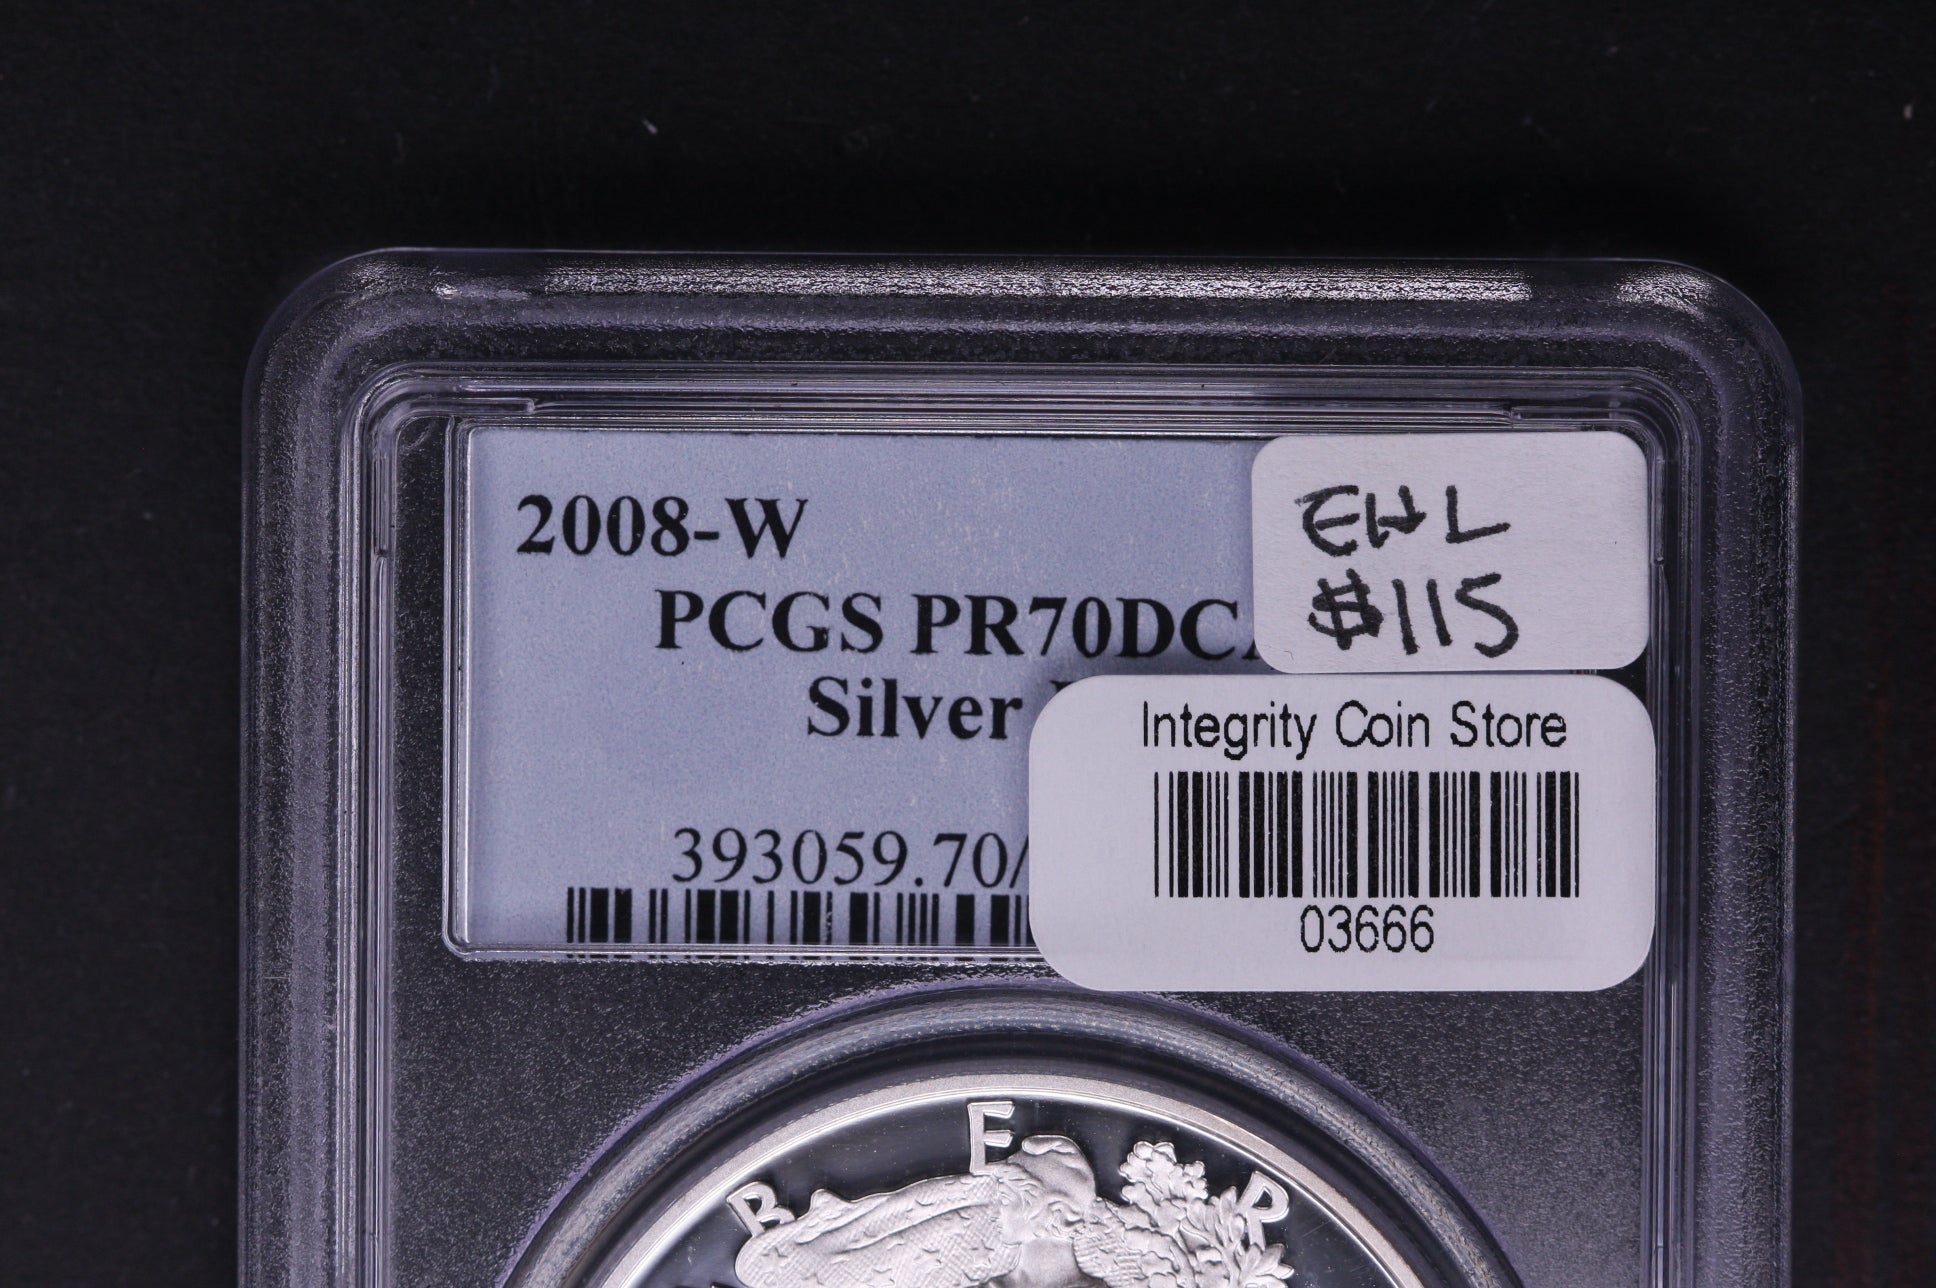 2008-W
PCGS PR70DC
Silver
393059.70/
EHL
$115
Integrity Coin Store
03666
B E R